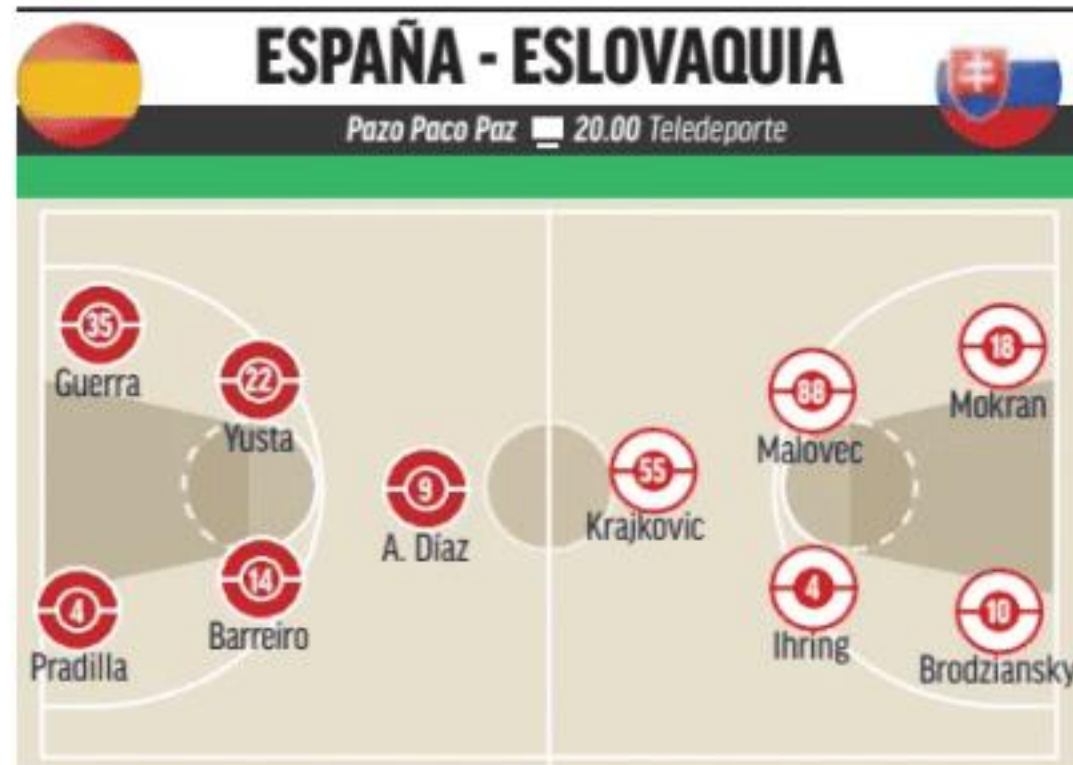 ESPAÑA - ESLOVAQUIA
Pazo Paco Paz 20.00 Teledeporte
35
Guerra
22
Yusta
9
A. Díaz
14
Barreiro
4
Pradilla
18
Mokran
88
Malovec
55
Krajkovic
4
Ihring
10
Brodziansky